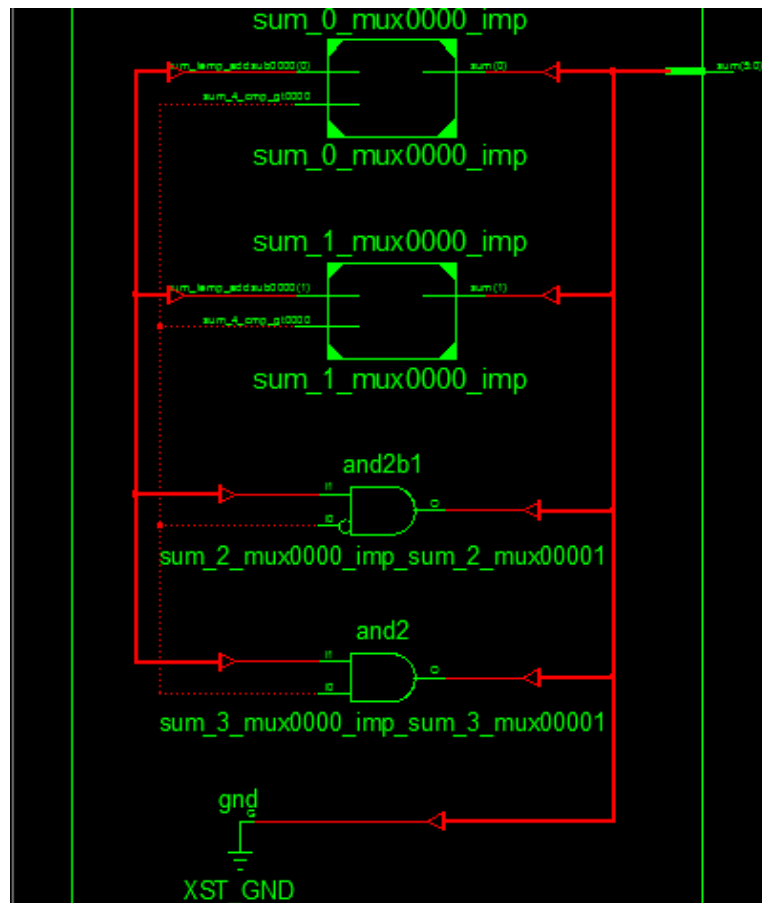 sum_0_mux0000_imp
sum_temp_addsub0000(0)
sum(0)
sum(5:0)
sum_4_cmp_gt0000
sum_0_mux0000_imp
sum_1_mux0000_imp
sum_temp_addsub0000(1)
sum(1)
sum_4_cmp_gt0000
sum_1_mux0000_imp
and2b1
I1
O
I0
sum_2_mux0000_imp_sum_2_mux00001
and2
I1
O
I0
sum_3_mux0000_imp_sum_3_mux00001
gnd
G
XST_GND